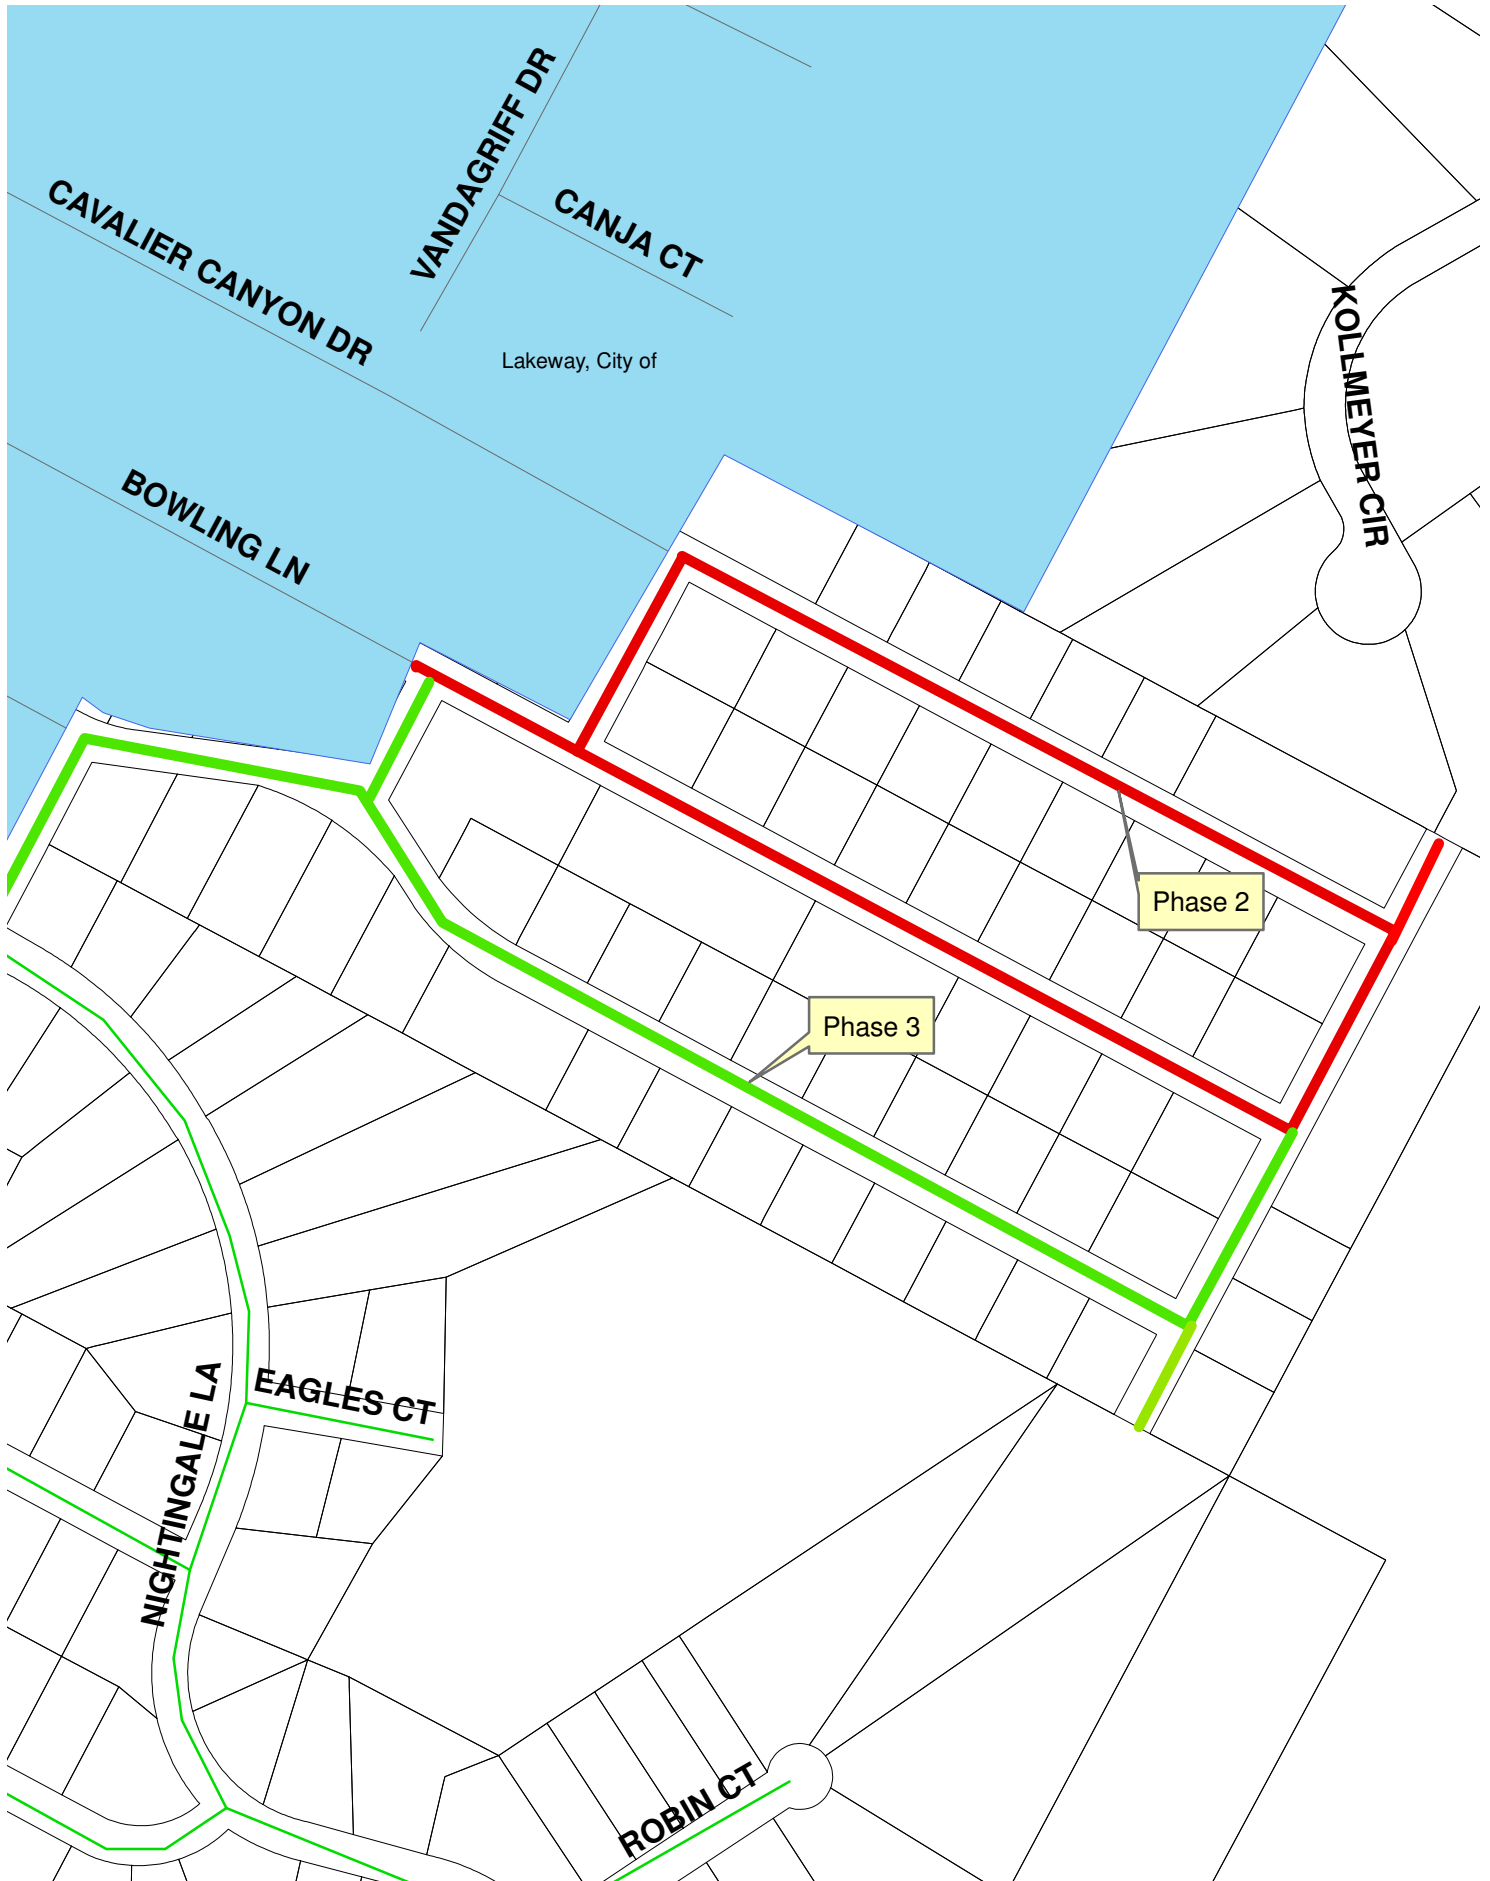 VANDAGRIFF DR
CAVALIER CANYON DR
CANJA CT
KOLLMEYER CIR
Lakeway, City of
BOWLING LN
Phase 2
Phase 3
EAGLES CT
NIGHTINGALE LA
ROBIN CT